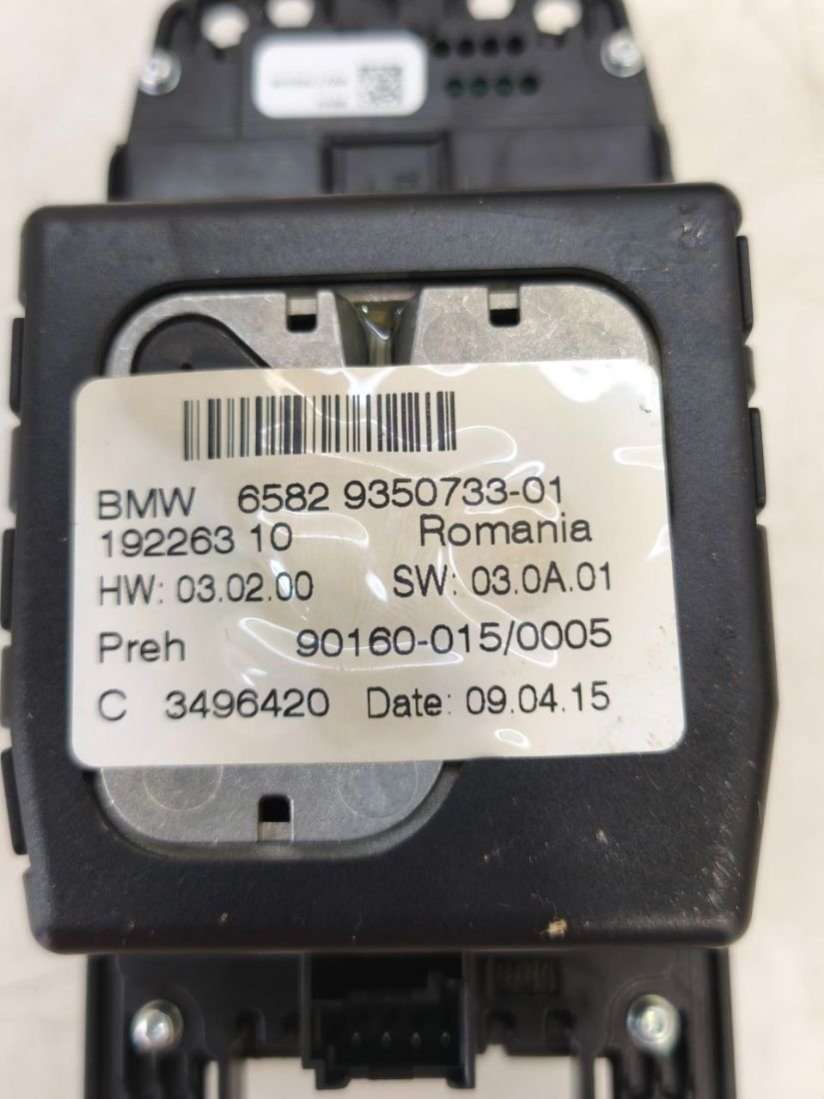 BMW 6582 9350733-01
192263 10 Romania
HW: 03.02.00 SW: 03.0A.01
Preh 90160-015/0005
C 3496420 Date: 09.04.15